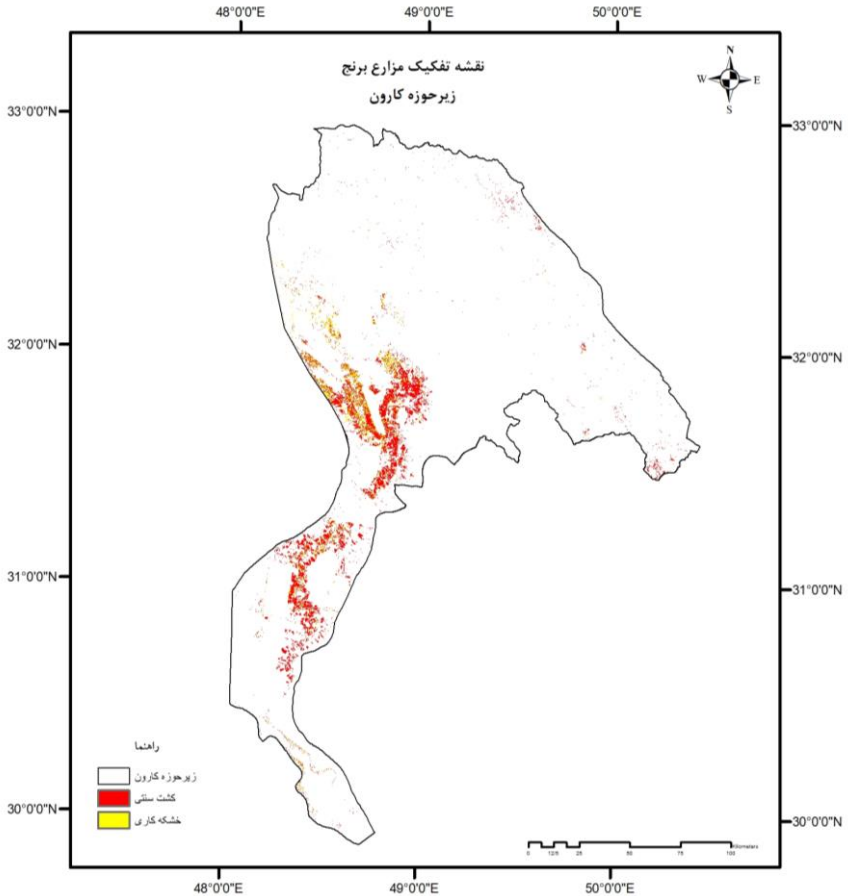 48°0'0"E 49°0'0"E 50°0'0"E
نقشه تفکیک مزارع برنج
زیرحوزه کارون
N
W E
S
33°0'0"N 33°0'0"N
32°0'0"N 32°0'0"N
31°0'0"N 31°0'0"N
30°0'0"N 30°0'0"N
راهنما
زیرحوزه کارون
کشت سنتی
خشکه کاری
0 12.5 25 50 75 100 Kilometers
48°0'0"E 49°0'0"E 50°0'0"E